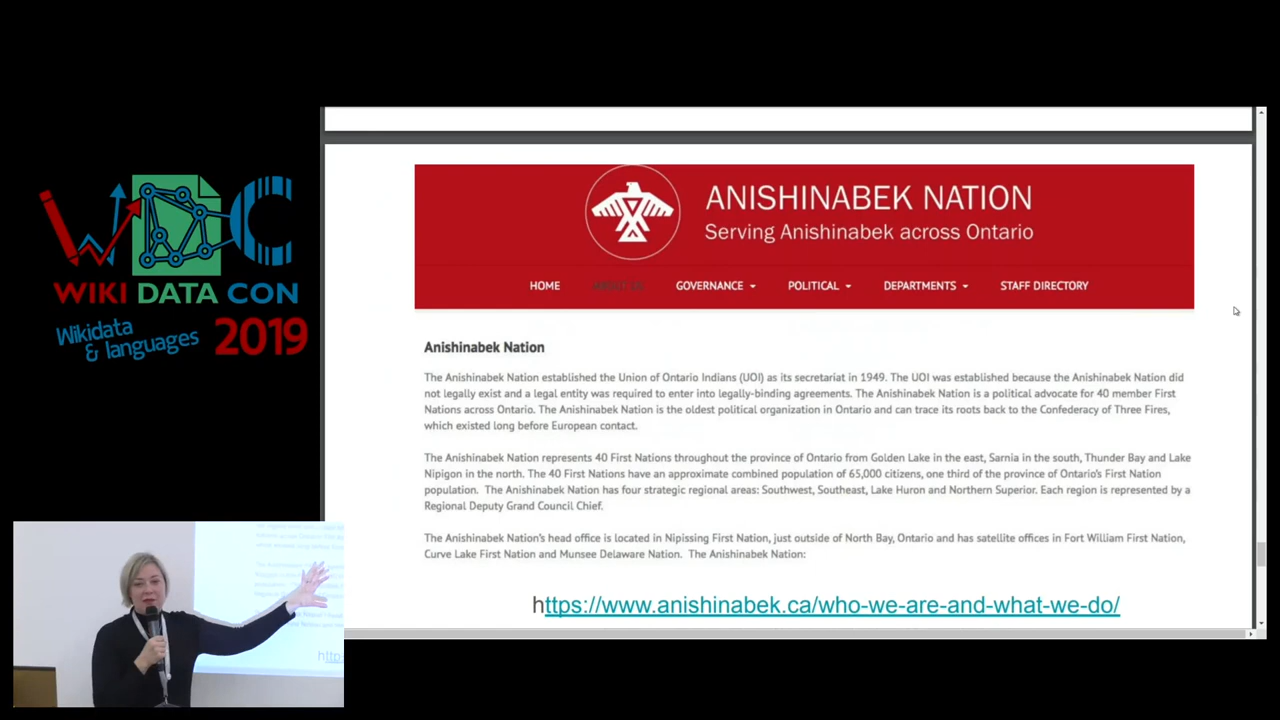 WIKI DATA CON
Wikidata
& languages 2019
ANISHINABEK NATION
Serving Anishinabek across Ontario
HOME ABOUT US GOVERNANCE POLITICAL DEPARTMENTS STAFF DIRECTORY
Anishinabek Nation
The Anishinabek Nation established the Union of Ontario Indians (UOI) as its secretariat in 1949. The UOI was established because the Anishinabek Nation did
not legally exist and a legal entity was required to enter into legally-binding agreements. The Anishinabek Nation is a political advocate for 40 member First
Nations across Ontario. The Anishinabek Nation is the oldest political organization in Ontario and can trace its roots back to the Confederacy of Three Fires,
which existed long before European contact.
The Anishinabek Nation represents 40 First Nations throughout the province of Ontario from Golden Lake in the east, Sarnia in the south, Thunder Bay and Lake
Nipigon in the north. The 40 First Nations have an approximate combined population of 65,000 citizens, one third of the province of Ontario's First Nation
population. The Anishinabek Nation has four strategic regional areas: Southwest, Southeast, Lake Huron and Northern Superior. Each region is represented by a
Regional Deputy Grand Council Chief.
The Anishinabek Nation's head office is located in Nipissing First Nation, just outside of North Bay, Ontario and has satellite offices in Fort William First Nation,
Curve Lake First Nation and Munsee Delaware Nation. The Anishinabek Nation:
https://www.anishinabek.ca/who-we-are-and-what-we-do/